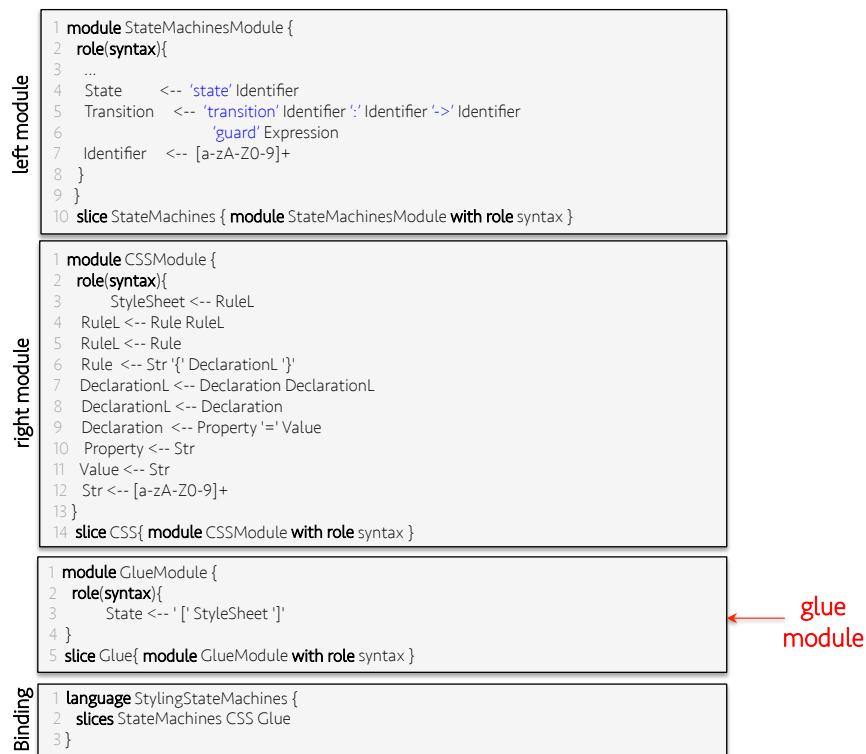 left module
1 module StateMachinesModule {
2 role(syntax){
3 ...
4 State <-- 'state' Identifier
5 Transition <-- 'transition' Identifier ':' Identifier '->' Identifier
6 'guard' Expression
7 Identifier <-- [a-zA-Z0-9]+
8 }
9 }
10 slice StateMachines { module StateMachinesModule with role syntax }
right module
1 module CSSModule {
2 role(syntax){
3 StyleSheet <-- RuleL
4 RuleL <-- Rule RuleL
5 RuleL <-- Rule
6 Rule <-- Str '{' DeclarationL '}'
7 DeclarationL <-- Declaration DeclarationL
8 DeclarationL <-- Declaration
9 Declaration <-- Property '=' Value
10 Property <-- Str
11 Value <-- Str
12 Str <-- [a-zA-Z0-9]+
13 }
14 slice CSS{ module CSSModule with role syntax }
1 module GlueModule {
2 role(syntax){
3 State <-- ' [' StyleSheet ']'
4 }
5 slice Glue{ module GlueModule with role syntax }
glue
module
Binding
1 language StylingStateMachines {
2 slices StateMachines CSS Glue
3 }